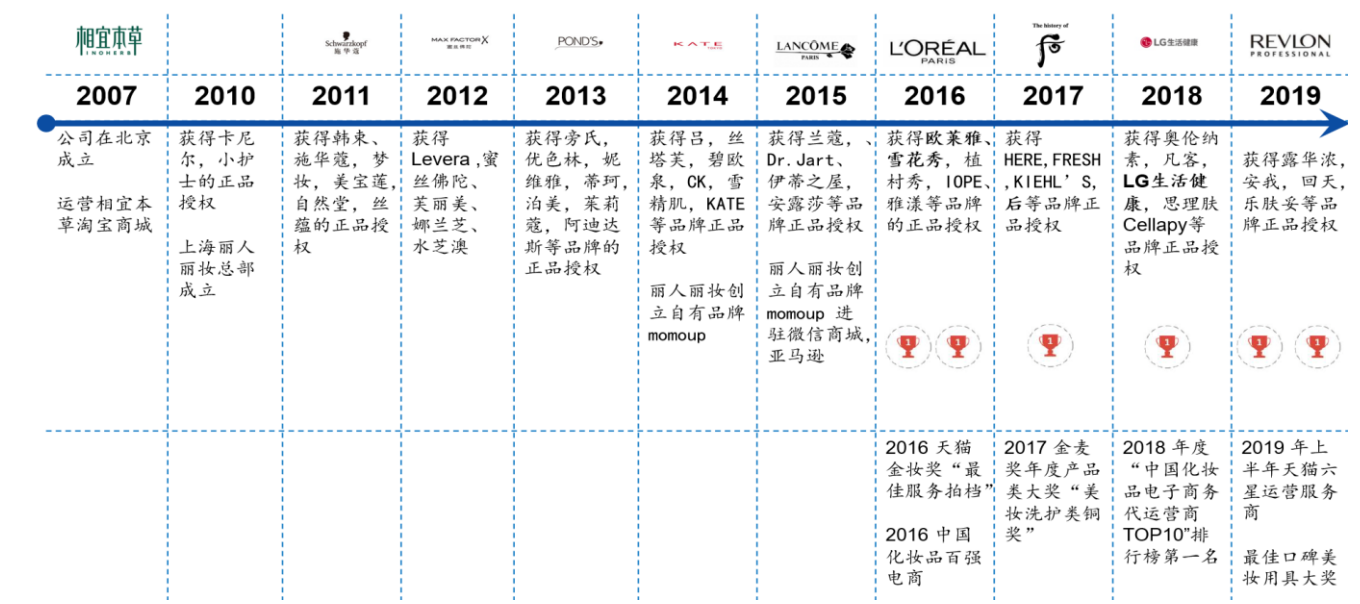 相宜本草
INOHERB
Schwarzkopf
施华蔻
MAX FACTOR X
蜜丝佛陀
POND'S
KATE
TOKYO
LANCÔME
PARIS
L'ORÉAL
PARIS
The history of
LG生活健康
REVLON
PROFESSIONAL
2007
2010
2011
2012
2013
2014
2015
2016
2017
2018
2019
公司在北京
成立
运营相宜本
草淘宝商城
获得卡尼
尔，小护
士的正品
授权
上海丽人
丽妆总部
成立
获得韩束、
施华蔻，梦
妆，美宝莲，
自然堂，丝
蕴的正品授
权
获得
Levera ,蜜
丝佛陀、
芙丽美、
娜兰芝、
水芝澳
获得旁氏，
优色林，妮
维雅，蒂珂，
泊美，茱莉
蔻，阿迪达
斯等品牌的
正品授权
获得吕，丝
塔芙，碧欧
泉，CK，雪
精肌，KATE
等品牌正品
授权
丽人丽妆创
立自有品牌
momoup
获得兰蔻，、
Dr.Jart、
伊蒂之屋，
安露莎等品
牌正品授权
丽人丽妆创
立自有品牌
momoup 进
驻微信商城，
亚马逊
获得欧莱雅、
雪花秀，植
村秀，IOPE、
雅漾等品牌
的正品授权
1
1
获得
HERE,FRESH
,KIEHL'S,
后等品牌正
品授权
1
获得奥伦纳
素，凡客，
LG生活健
康，思理肤
Cellapy等
品牌正品授
权
1
获得露华浓，
安我，回天，
乐肤妥等品
牌正品授权
1
1
2016 天猫
金妆奖“最
佳服务拍档”
2016 中国
化妆品百强
电商
2017 金麦
奖年度产品
类大奖“美
妆洗护类铜
奖”
2018 年度
“中国化妆
品电子商务
代运营商
TOP10”排
行榜第一名
2019 年上
半年天猫六
星运营服务
商
最佳口碑美
妆用具大奖